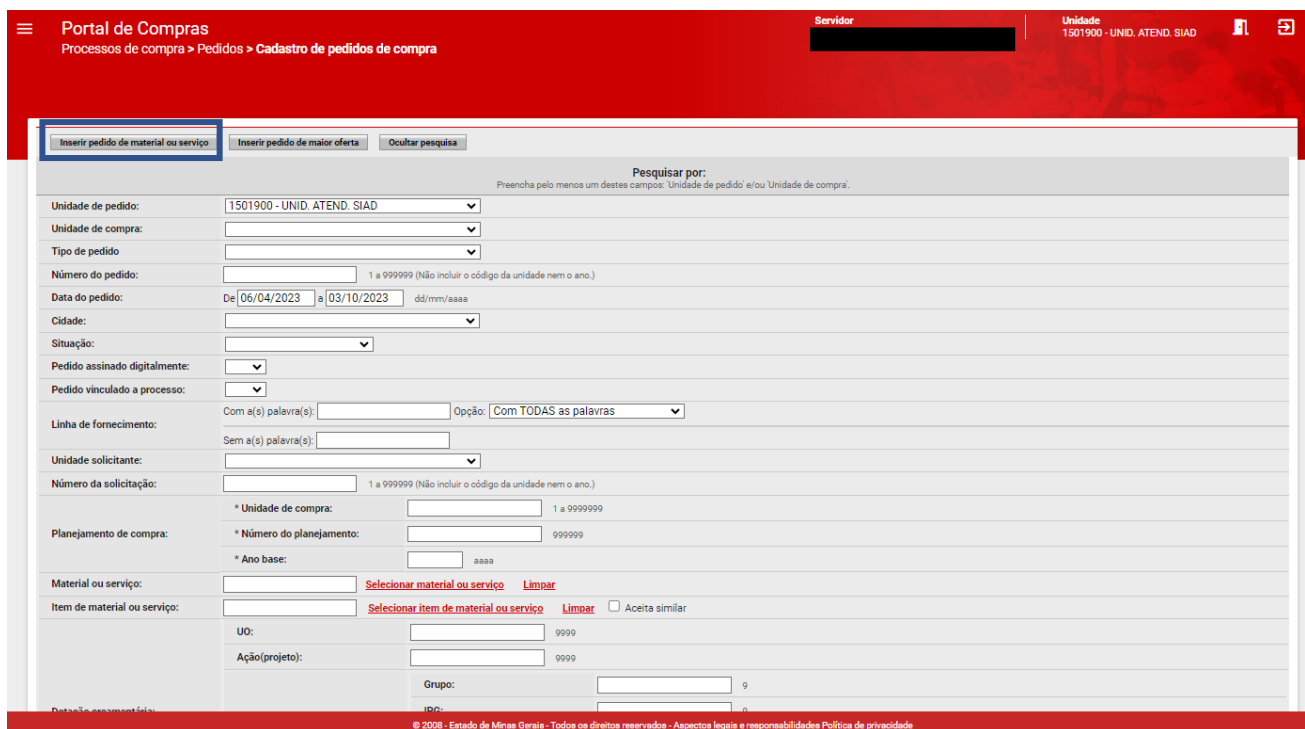 Portal de Compras
Processos de compra > Pedidos > Cadastro de pedidos de compra
Servidor
Unidade
1501900 - UNID. ATEND. SIAD
Inserir pedido de material ou serviço Inserir pedido de maior oferta Ocultar pesquisa
Pesquisar por:
Preencha pelo menos um destes campos: 'Unidade de pedido' e/ou 'Unidade de compra'.
Unidade de pedido: 1501900 - UNID. ATEND. SIAD
Unidade de compra:
Tipo de pedido
Número do pedido: 1 a 999999 (Não incluir o código da unidade nem o ano.)
Data do pedido: De 06/04/2023 a 03/10/2023 dd/mm/aaaa
Cidade:
Situação:
Pedido assinado digitalmente:
Pedido vinculado a processo:
Linha de fornecimento: Com a(s) palavra(s): Opção: Com TODAS as palavras
Sem a(s) palavra(s):
Unidade solicitante:
Número da solicitação: 1 a 999999 (Não incluir o código da unidade nem o ano.)
Planejamento de compra:
* Unidade de compra: 1 a 9999999
* Número do planejamento: 999999
* Ano base: aaaa
Material ou serviço: Selecionar material ou serviço Limpar
Item de material ou serviço: Selecionar item de material ou serviço Limpar Aceita similar
UO: 9999
Ação(projeto): 9999
Grupo: 9
Dotação orçamentária: IPG: 9
© 2008 - Estado de Minas Gerais - Todos os direitos reservados - Aspectos legais e responsabilidades Política de privacidade